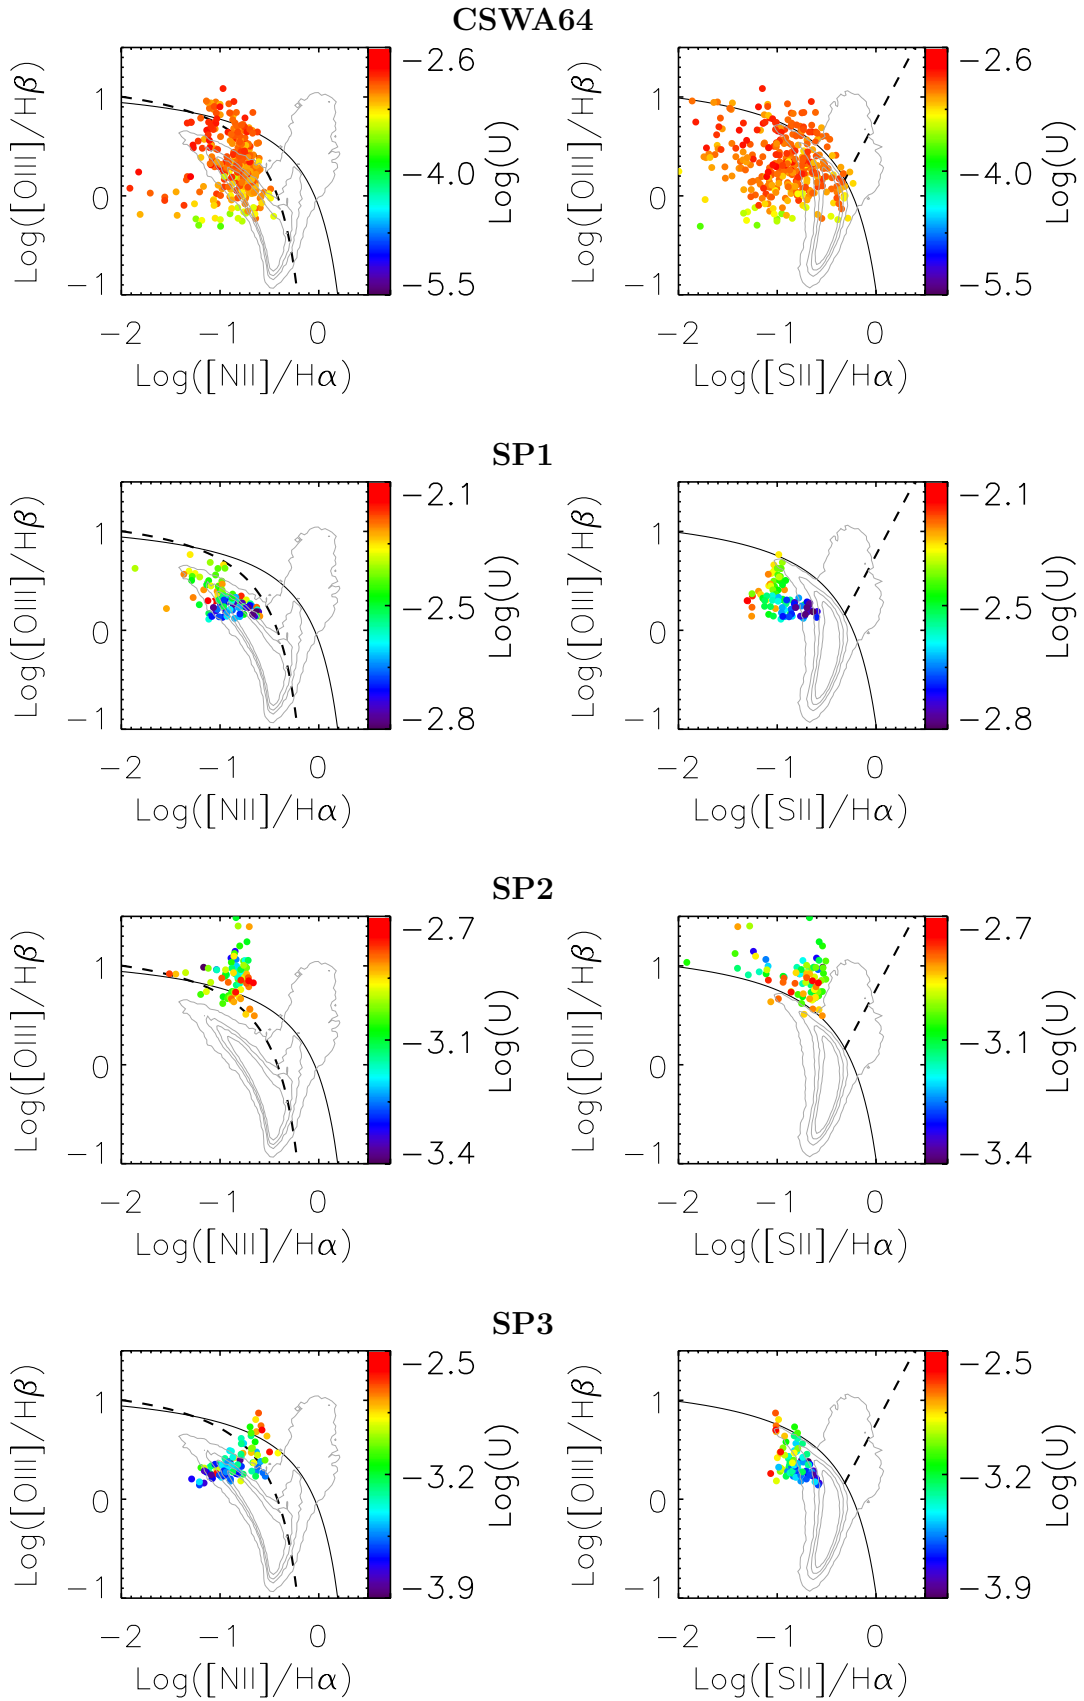 CSWA64
Log([OIII]/Hβ)
1
0
−1
−2 −1 0
Log([NII]/Hα)
−2.6
−4.0
−5.5
Log(U)
Log([OIII]/Hβ)
1
0
−1
−2 −1 0
Log([SII]/Hα)
−2.6
−4.0
−5.5
Log(U)
SP1
Log([OIII]/Hβ)
1
0
−1
−2 −1 0
Log([NII]/Hα)
−2.1
−2.5
−2.8
Log(U)
Log([OIII]/Hβ)
1
0
−1
−2 −1 0
Log([SII]/Hα)
−2.1
−2.5
−2.8
Log(U)
SP2
Log([OIII]/Hβ)
1
0
−1
−2 −1 0
Log([NII]/Hα)
−2.7
−3.1
−3.4
Log(U)
Log([OIII]/Hβ)
1
0
−1
−2 −1 0
Log([SII]/Hα)
−2.7
−3.1
−3.4
Log(U)
SP3
Log([OIII]/Hβ)
1
0
−1
−2 −1 0
Log([NII]/Hα)
−2.5
−3.2
−3.9
Log(U)
Log([OIII]/Hβ)
1
0
−1
−2 −1 0
Log([SII]/Hα)
−2.5
−3.2
−3.9
Log(U)